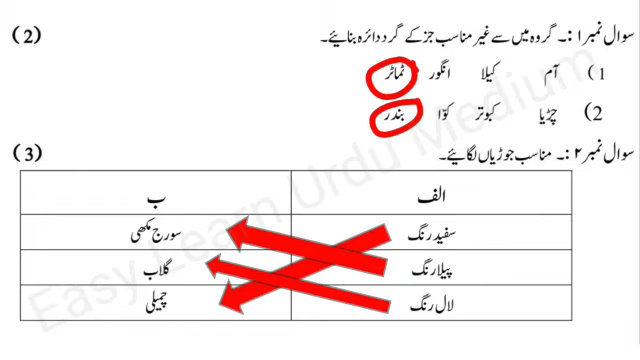 سوال نمبر ۱:۔ گروہ میں سے غیر مناسب جز کے گرد دائرہ بنائیے۔ (2)
1) آم کیلا انگور ٹماٹر
2) چڑیا کبوتر کوّا بندر
سوال نمبر ۲:۔ مناسب جوڑیاں لگائیے۔ (3)
الف ب
سفید رنگ سورج مکھی
پیلا رنگ گلاب
لال رنگ چمیلی
Easy Learn Urdu Medium